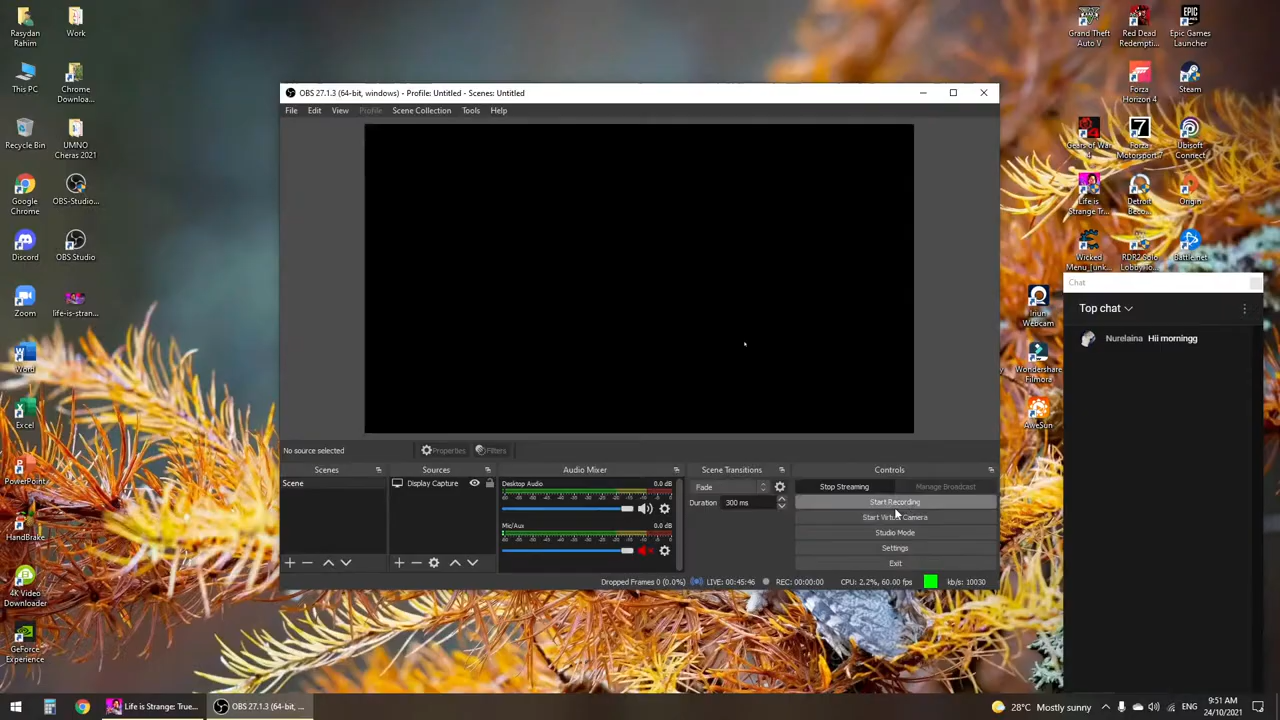 Rasydan
Rahim
Work
This PC
Chrome
Downloa...
Recycle Bin
UMNO
Cheras 2021
Google
Chrome
OBS-Studio...
Discord
OBS Studio
Zoom
life-is-stran...
Word
Excel
PowerPoint
HandBrake
4K Video
Downloader
GeForce
Experience
OBS 27.1.3 (64-bit, windows) - Profile: Untitled - Scenes: Untitled
File Edit View Profile Scene Collection Tools Help
No source selected
Properties
Filters
Scenes
Scene
Sources
Display Capture
Audio Mixer
Desktop Audio 0.0 dB
Mic/Aux 0.0 dB
Scene Transitions
Fade
Duration 300 ms
Controls
Stop Streaming
Manage Broadcast
Start Recording
Start Virtual Camera
Studio Mode
Settings
Exit
Dropped Frames 0 (0.0%) LIVE: 00:45:46 REC: 00:00:00 CPU: 2.2%, 60.00 fps kb/s: 10030
Grand Theft
Auto V
Red Dead
Redempti...
Epic Games
Launcher
EPIC
GAMES
Forza
Horizon 4
Steam
Gears of War
4
Forza
Motorsport 7
Ubisoft
Connect
Life is
Strange Tr...
Detroit
Beco...
Origin
Wicked
Menu_Junk...
RDR2 Solo
Lobby To...
Battle.net
Iriun
Webcam
Wondershare
Filmora
AweSun
Chat
Top chat
Nurelaina Hii morningg
Life is Strange: True...
OBS 27.1.3 (64-bit, ...
28°C Mostly sunny
ENG
9:51 AM
24/10/2021